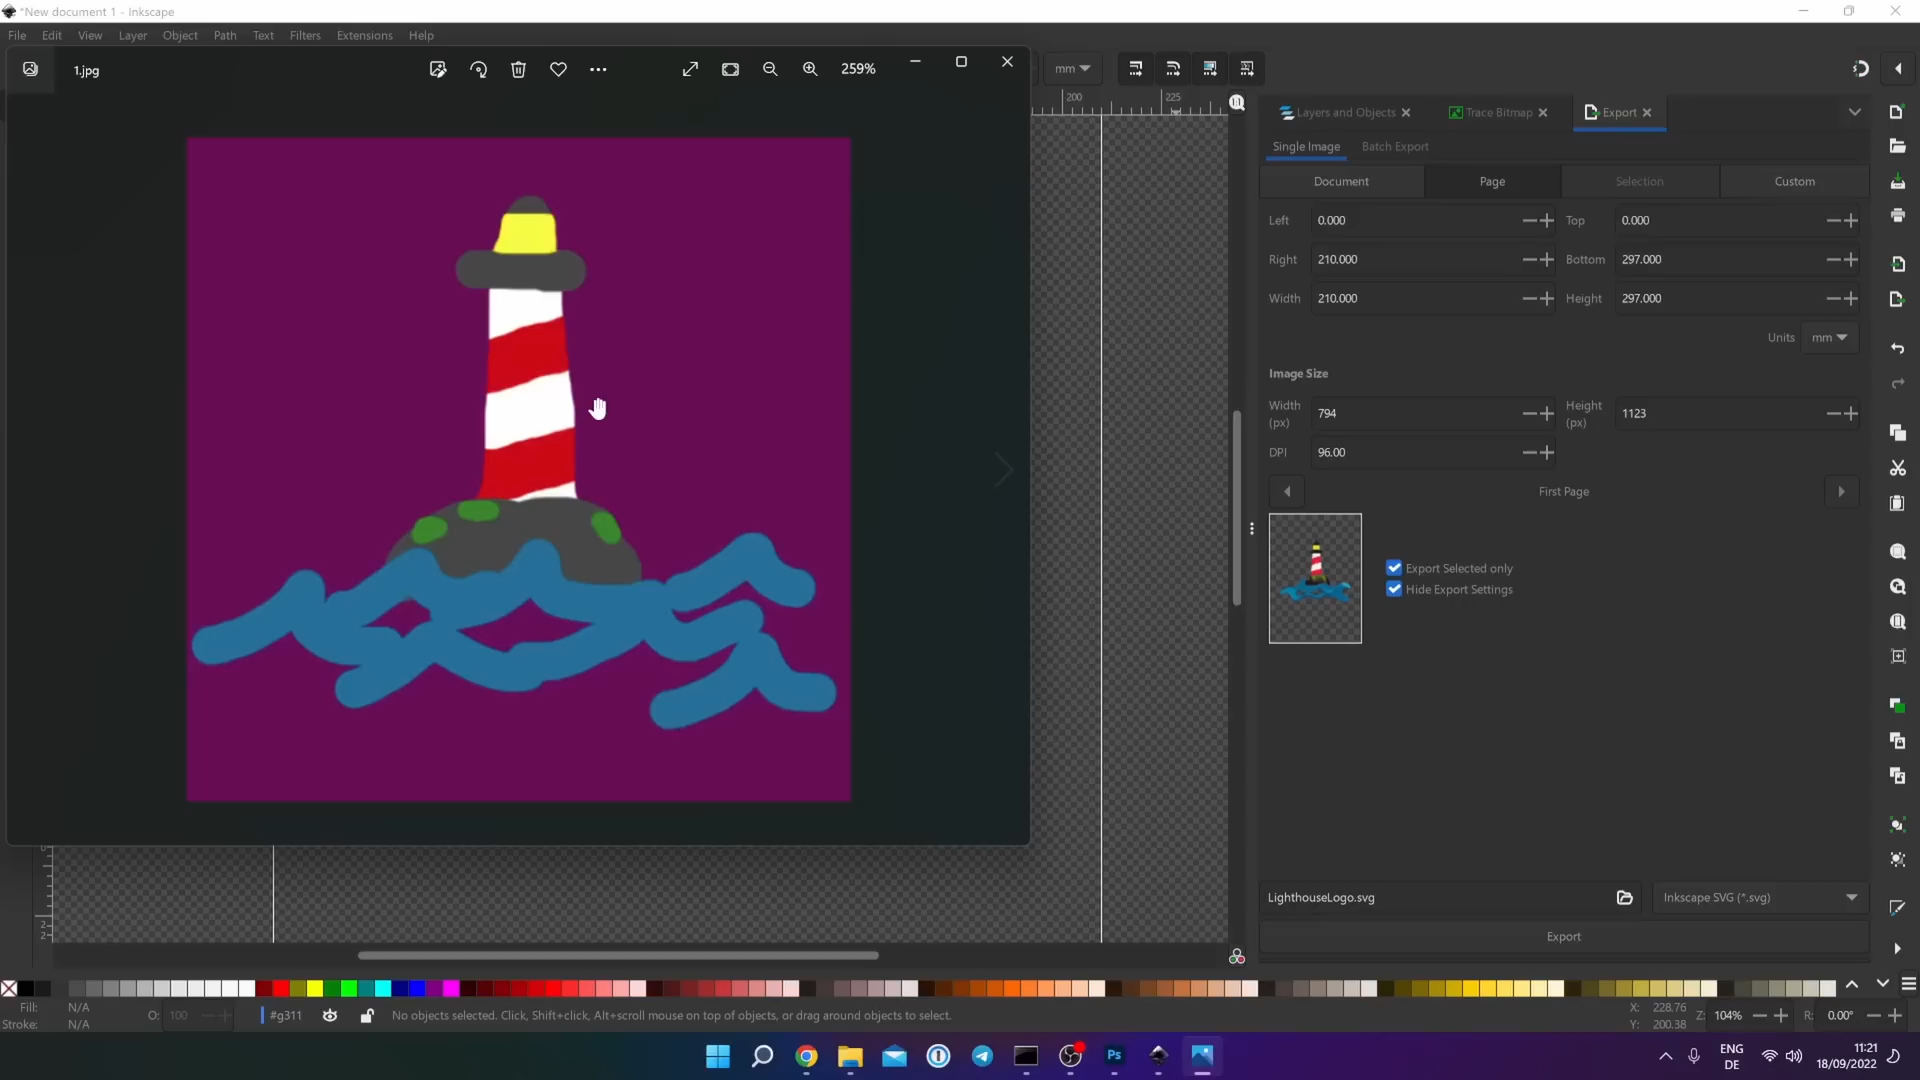 *New document 1 - Inkscape
File Edit View Layer Object Path Text Filters Extensions Help
1.jpg 259% mm
200 225
Layers and Objects Trace Bitmap Export
Single Image Batch Export
Document Page Selection Custom
Left 0.000 Top 0.000
Right 210.000 Bottom 297.000
Width 210.000 Height 297.000
Units mm
Image Size
Width (px) 794 Height (px) 1123
DPI 96.00
First Page
Export Selected only
Hide Export Settings
LighthouseLogo.svg Inkscape SVG (*.svg)
Export
Fill: N/A
Stroke: N/A
O: 100 #g311 No objects selected. Click, Shift+click, Alt+scroll mouse on top of objects, or drag around objects to select.
X: 228.76
Y: 200.38
Z: 104% R: 0.00°
Ps
ENG
DE
11:21
18/09/2022